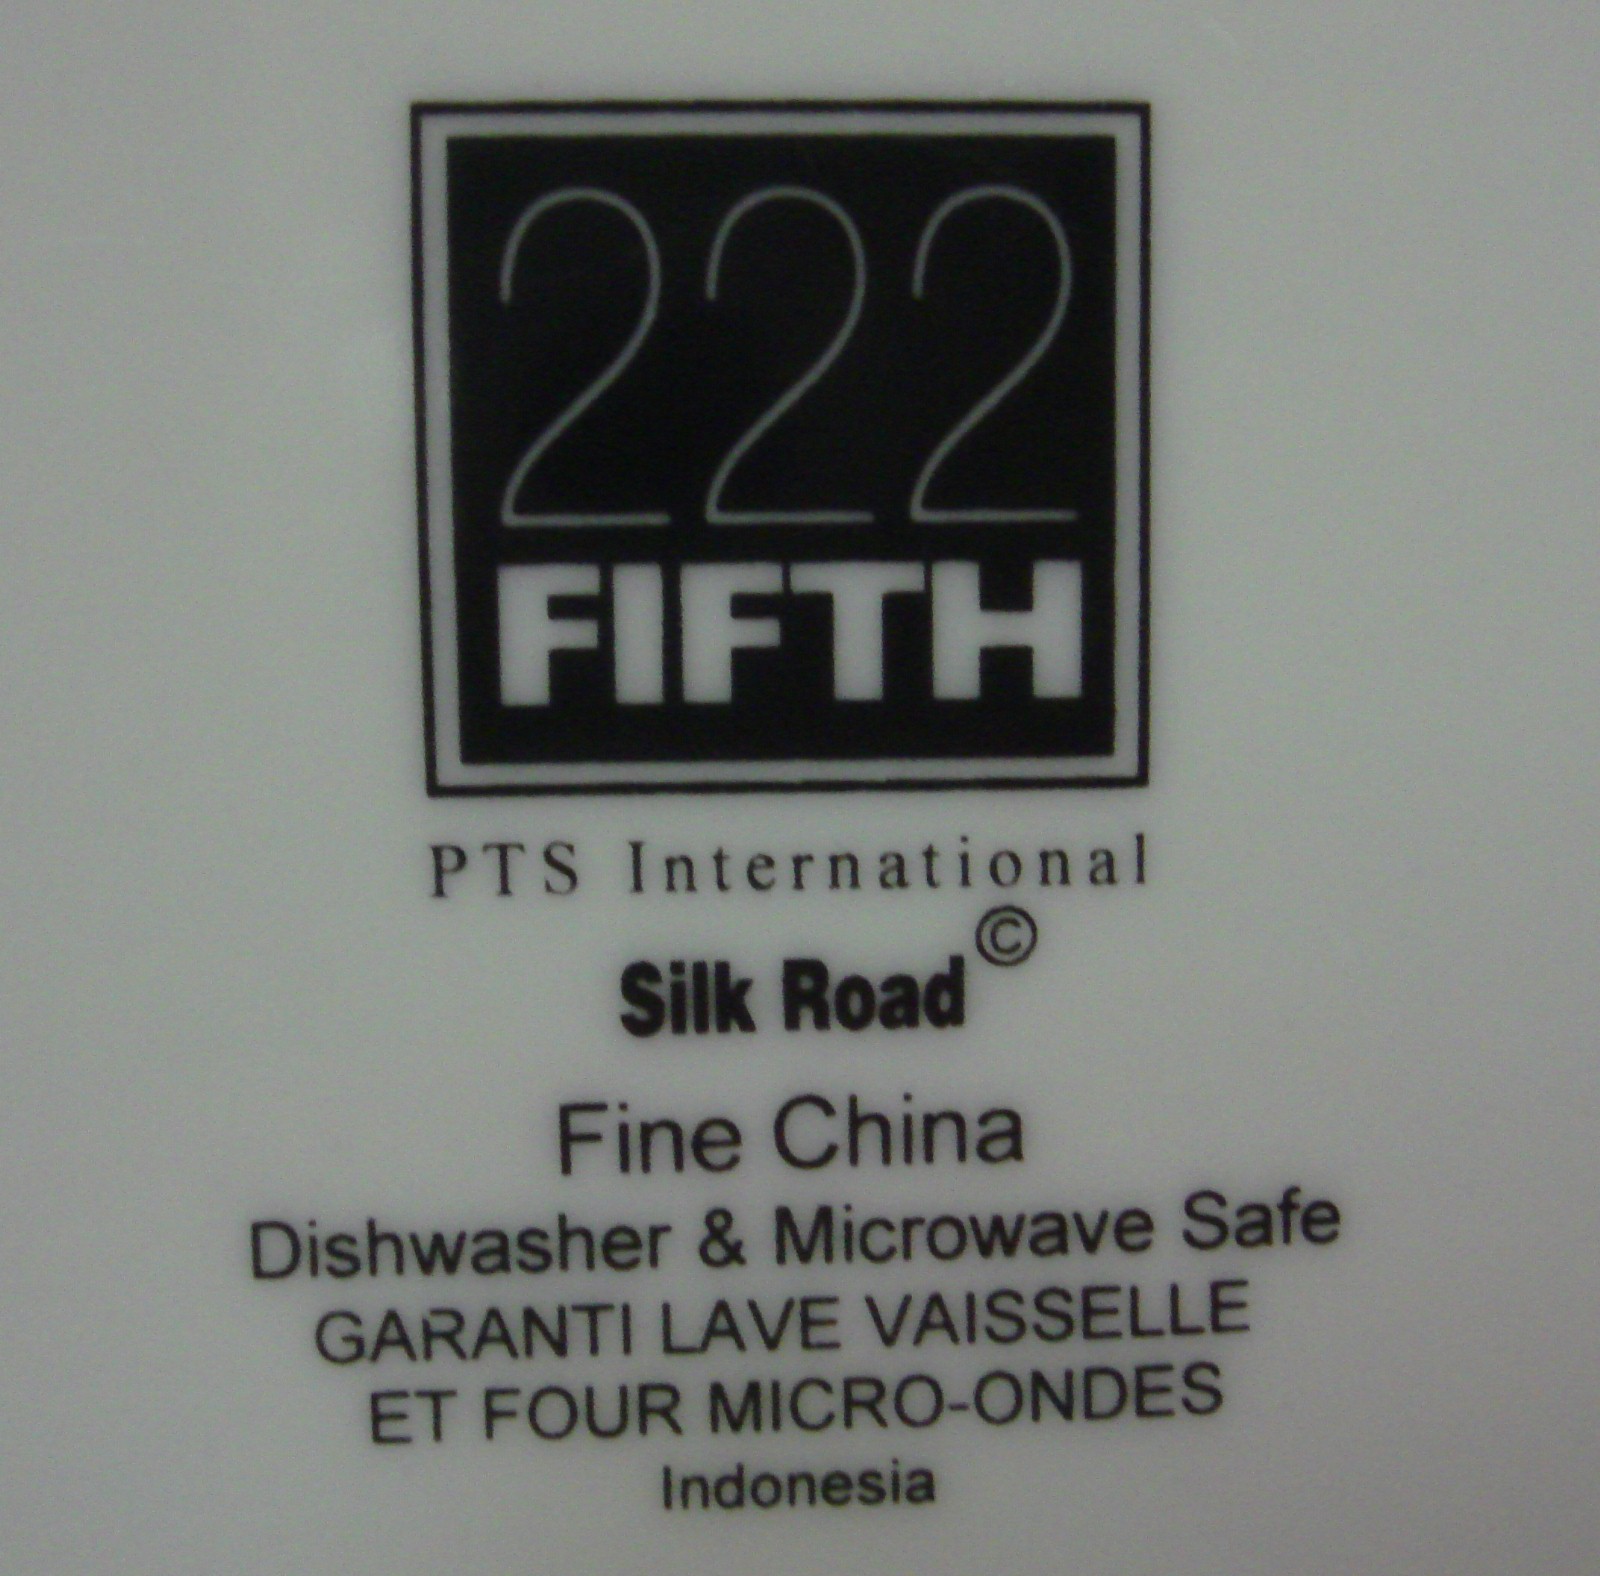 222
FIFTH
PTS International
Silk Road©
Fine China
Dishwasher & Microwave Safe
GARANTI LAVE VAISSELLE
ET FOUR MICRO-ONDES
Indonesia